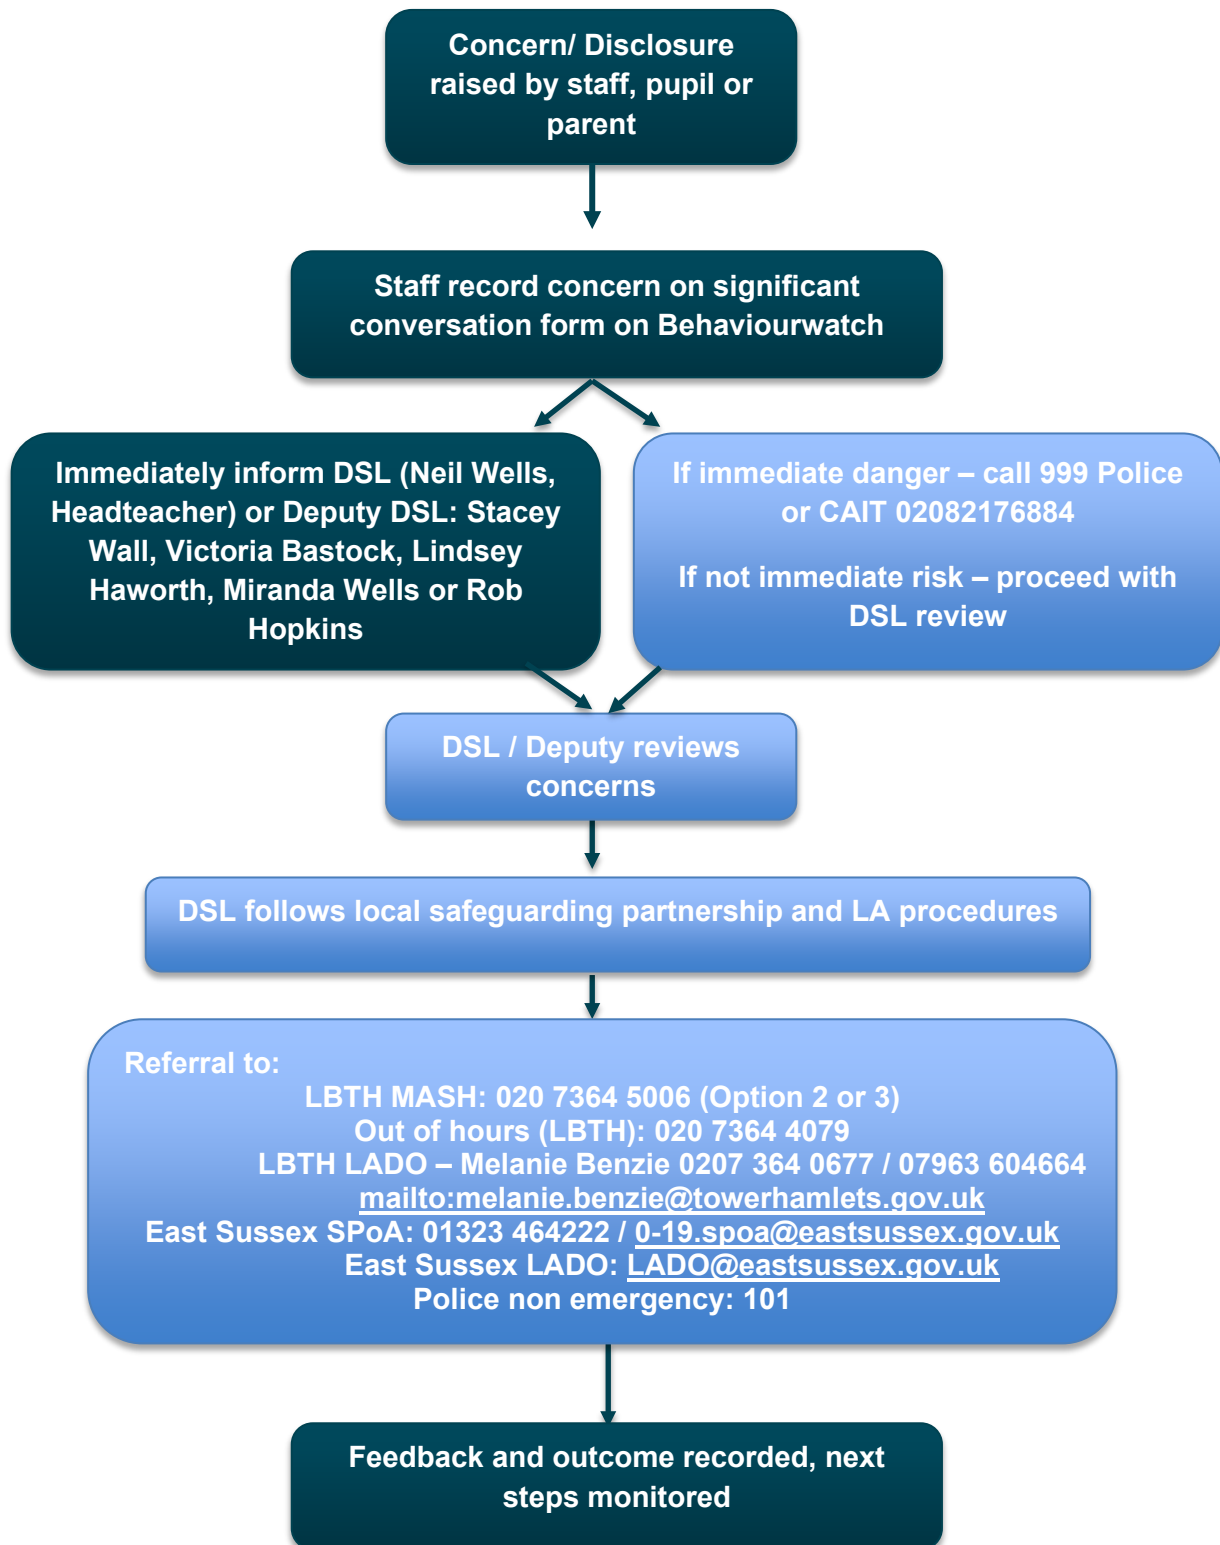 Concern/ Disclosure
raised by staff, pupil or
parent
Staff record concern on significant
conversation form on Behaviourwatch
Immediately inform DSL (Neil Wells,
Headteacher) or Deputy DSL: Stacey
Wall, Victoria Bastock, Lindsey
Haworth, Miranda Wells or Rob
Hopkins
If immediate danger – call 999 Police
or CAIT 02082176884
If not immediate risk – proceed with
DSL review
DSL / Deputy reviews
concerns
DSL follows local safeguarding partnership and LA procedures
Referral to:
LBTH MASH: 020 7364 5006 (Option 2 or 3)
Out of hours (LBTH): 020 7364 4079
LBTH LADO – Melanie Benzie 0207 364 0677 / 07963 604664
mailto:melanie.benzie@towerhamlets.gov.uk
East Sussex SPoA: 01323 464222 / 0-19.spoa@eastsussex.gov.uk
East Sussex LADO: LADO@eastsussex.gov.uk
Police non emergency: 101
Feedback and outcome recorded, next
steps monitored